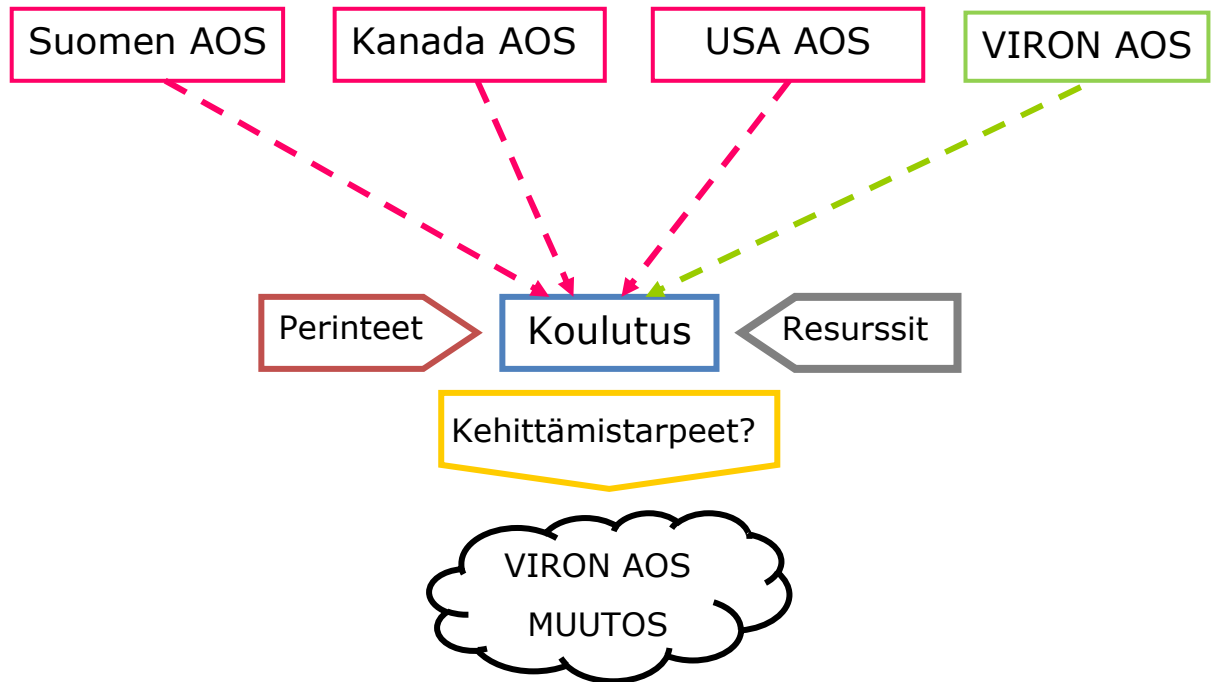 Suomen AOS
Kanada AOS
USA AOS
VIRON AOS
Perinteet
Koulutus
Resurssit
Kehittämistarpeet?
VIRON AOS
MUUTOS